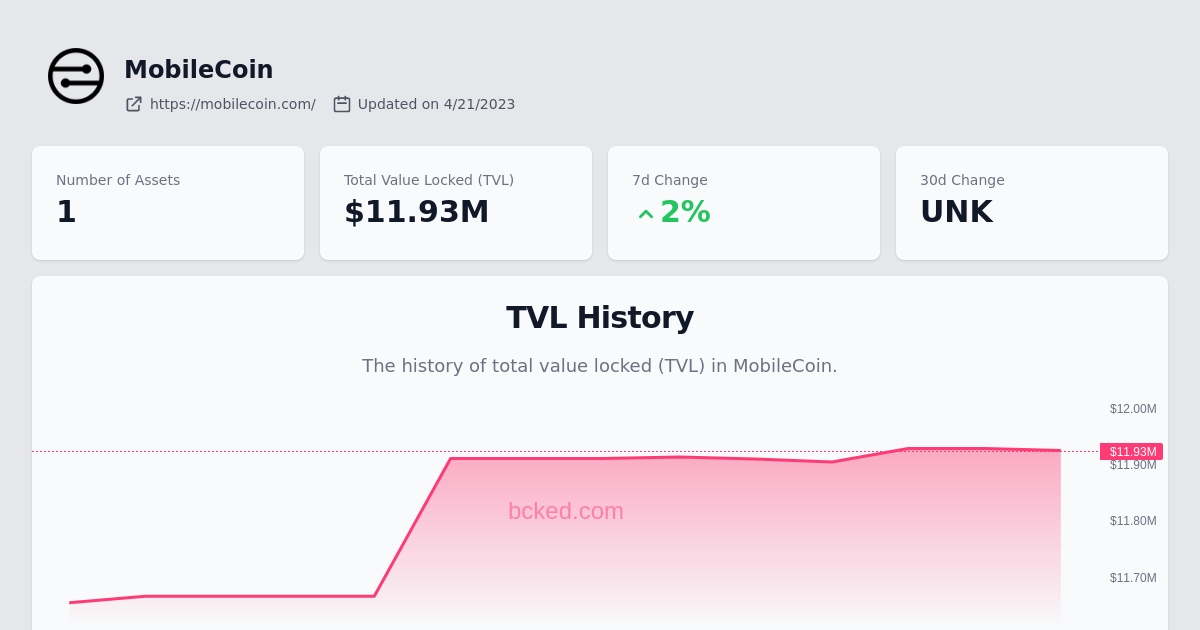 MobileCoin
https://mobilecoin.com/ Updated on 4/21/2023
Number of Assets
1
Total Value Locked (TVL)
$11.93M
7d Change
2%
30d Change
UNK
TVL History
The history of total value locked (TVL) in MobileCoin.
$12.00M
$11.93M
$11.90M
bcked.com
$11.80M
$11.70M